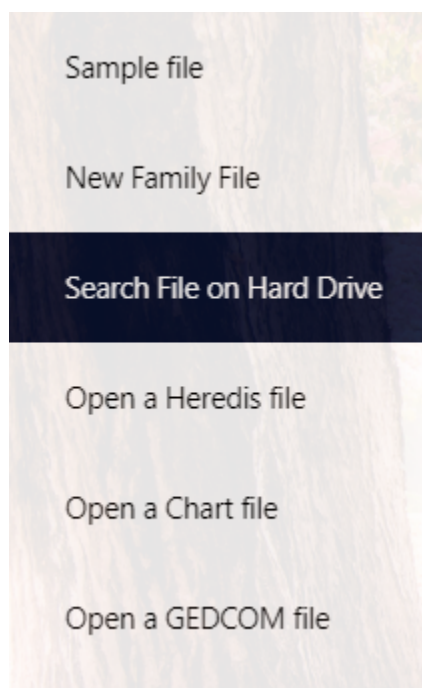 Sample file
New Family File
Search File on Hard Drive
Open a Heredis file
Open a Chart file
Open a GEDCOM file